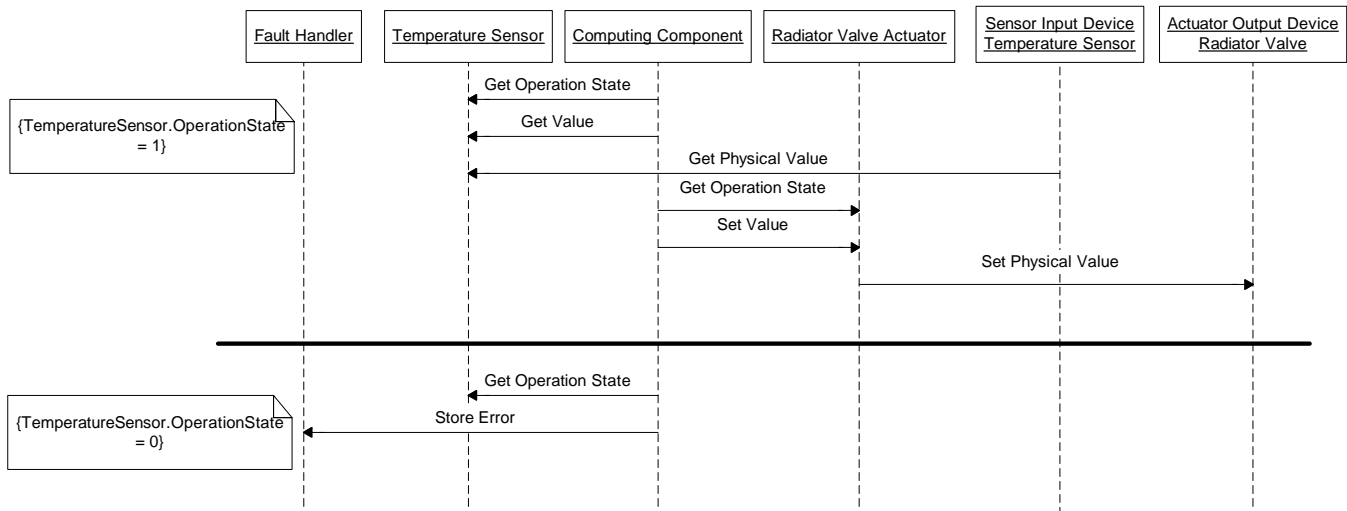 Fault Handler
Temperature Sensor
Computing Component
Radiator Valve Actuator
Sensor Input Device
Temperature Sensor
Actuator Output Device
Radiator Valve
Get Operation State
{TemperatureSensor.OperationState
= 1}
Get Value
Get Physical Value
Get Operation State
Set Value
Set Physical Value
Get Operation State
{TemperatureSensor.OperationState
= 0}
Store Error